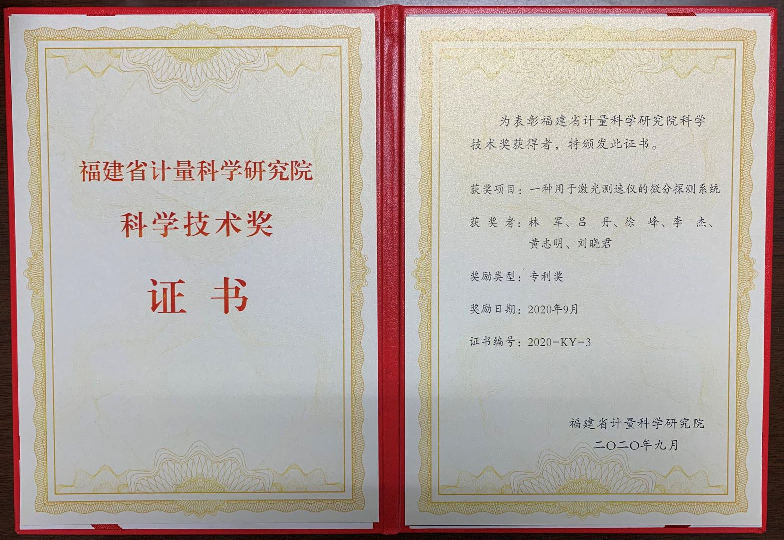 福建省计量科学研究院
科学技术奖
证书
为表彰福建省计量科学研究院科学
技术奖获得者，特颁发此证书。
获奖项目：一种用于激光测速仪的微分探测系统
获奖者：林军、吕丹、徐峰、李杰、
黄志明、刘晓君
奖励类型：专利奖
奖励日期：2020年9月
证书编号：2020-KY-3
福建省计量科学研究院
二〇二〇年九月